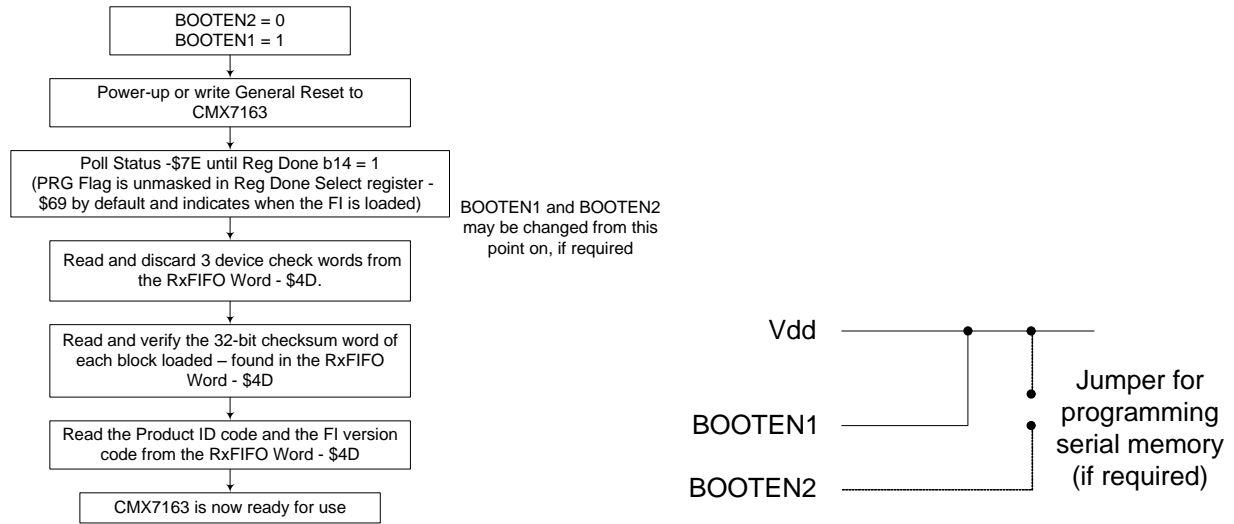 BOOTEN2 = 0
BOOTEN1 = 1
Power-up or write General Reset to
CMX7163
Poll Status -$7E until Reg Done b14 = 1
(PRG Flag is unmasked in Reg Done Select register -
$69 by default and indicates when the FI is loaded)
BOOTEN1 and BOOTEN2
may be changed from this
point on, if required
Read and discard 3 device check words from
the RxFIFO Word - $4D.
Read and verify the 32-bit checksum word of
each block loaded – found in the RxFIFO
Word - $4D
Read the Product ID code and the FI version
code from the RxFIFO Word - $4D
CMX7163 is now ready for use
Vdd
BOOTEN1
BOOTEN2
Jumper for
programming
serial memory
(if required)